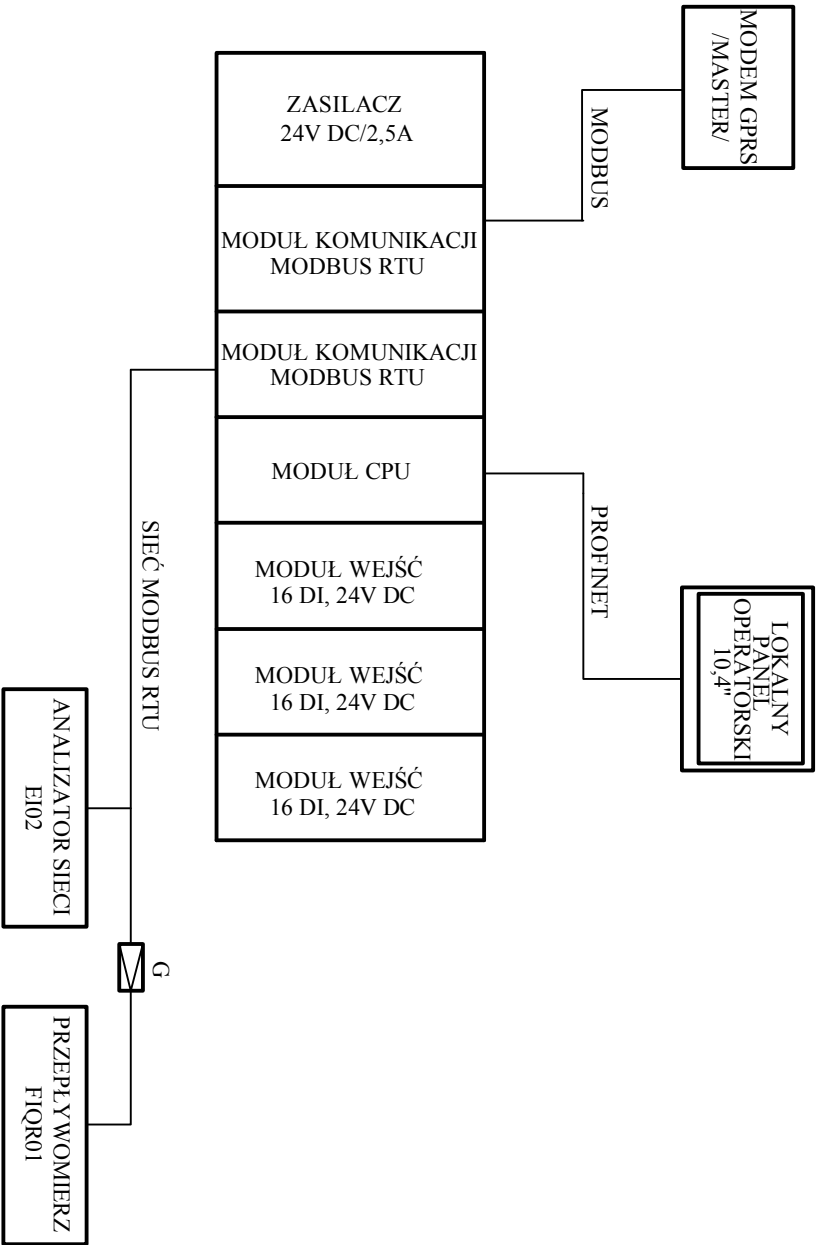 MODEM GPRS
/MASTER/
MODBUS
ZASILACZ
24V DC/2,5A
MODUŁ KOMUNIKACJI
MODBUS RTU
MODUŁ KOMUNIKACJI
MODBUS RTU
MODUŁ CPU
MODUŁ WEJŚĆ
16 DI, 24V DC
MODUŁ WEJŚĆ
16 DI, 24V DC
MODUŁ WEJŚĆ
16 DI, 24V DC
PROFINET
LOKALNY
PANEL
OPERATORSKI
10,4"
SIEĆ MODBUS RTU
ANALIZATOR SIECI
EI02
G
PRZEPŁYWOMIERZ
FIQR01